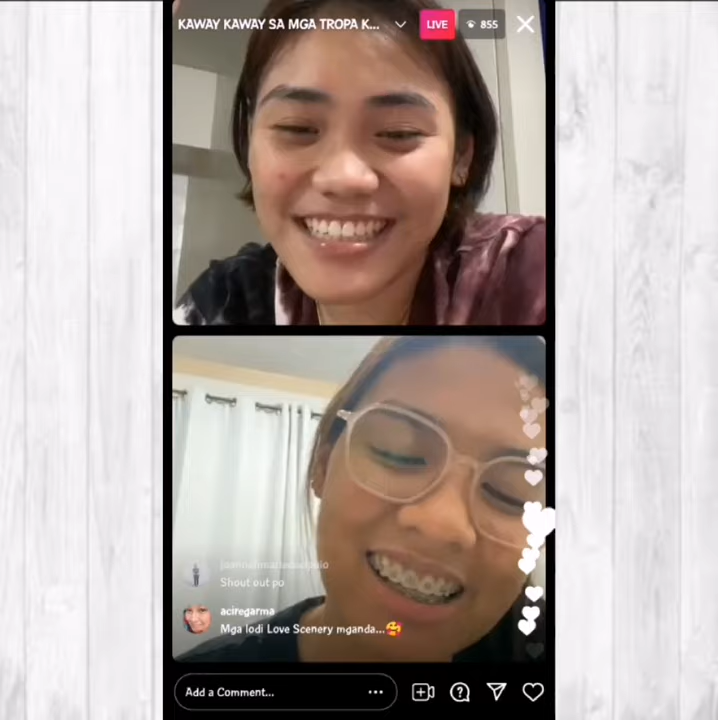 KAWAY KAWAY SA MGA TROPA K...
LIVE
855
Shout out po
aciregarma
Mga lodi Love Scenery mganda...🥰
Add a Comment...